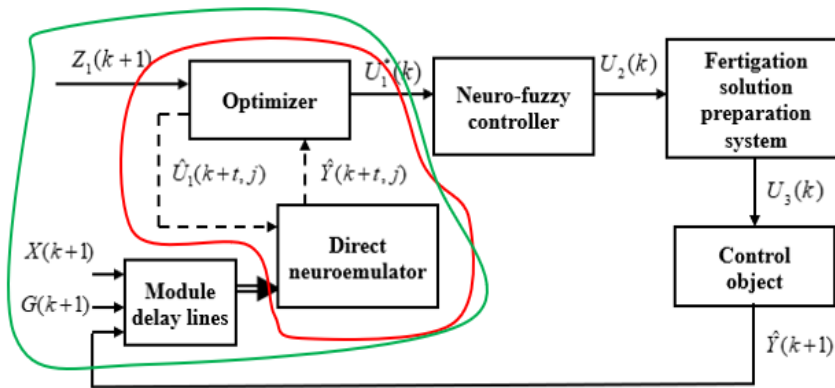 Z₁(k+1)
Optimizer
U₁*(k)
Neuro-fuzzy
controller
U₂(k)
Fertigation
solution
preparation
system
Û₁(k+t, j)
Ŷ(k+t, j)
U₃(k)
X(k+1)
G(k+1)
Module
delay lines
Direct
neuroemulator
Control
object
Ŷ(k+1)